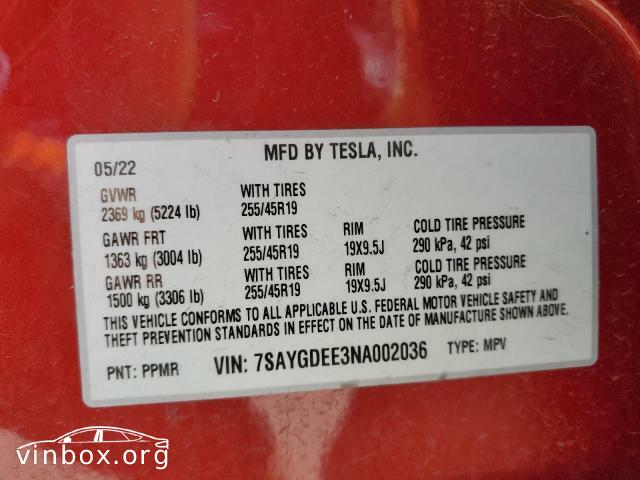 MFD BY TESLA, INC.
05/22
GVWR WITH TIRES
2369 kg (5224 lb) 255/45R19
GAWR FRT WITH TIRES RIM COLD TIRE PRESSURE
1363 kg (3004 lb) 255/45R19 19X9.5J 290 kPa, 42 psi
GAWR RR WITH TIRES RIM COLD TIRE PRESSURE
1500 kg (3306 lb) 255/45R19 19X9.5J 290 kPa, 42 psi
THIS VEHICLE CONFORMS TO ALL APPLICABLE U.S. FEDERAL MOTOR VEHICLE SAFETY AND
THEFT PREVENTION STANDARDS IN EFFECT ON THE DATE OF MANUFACTURE SHOWN ABOVE.
PNT: PPMR VIN: 7SAYGDEE3NA002036 TYPE: MPV
vinbox.org